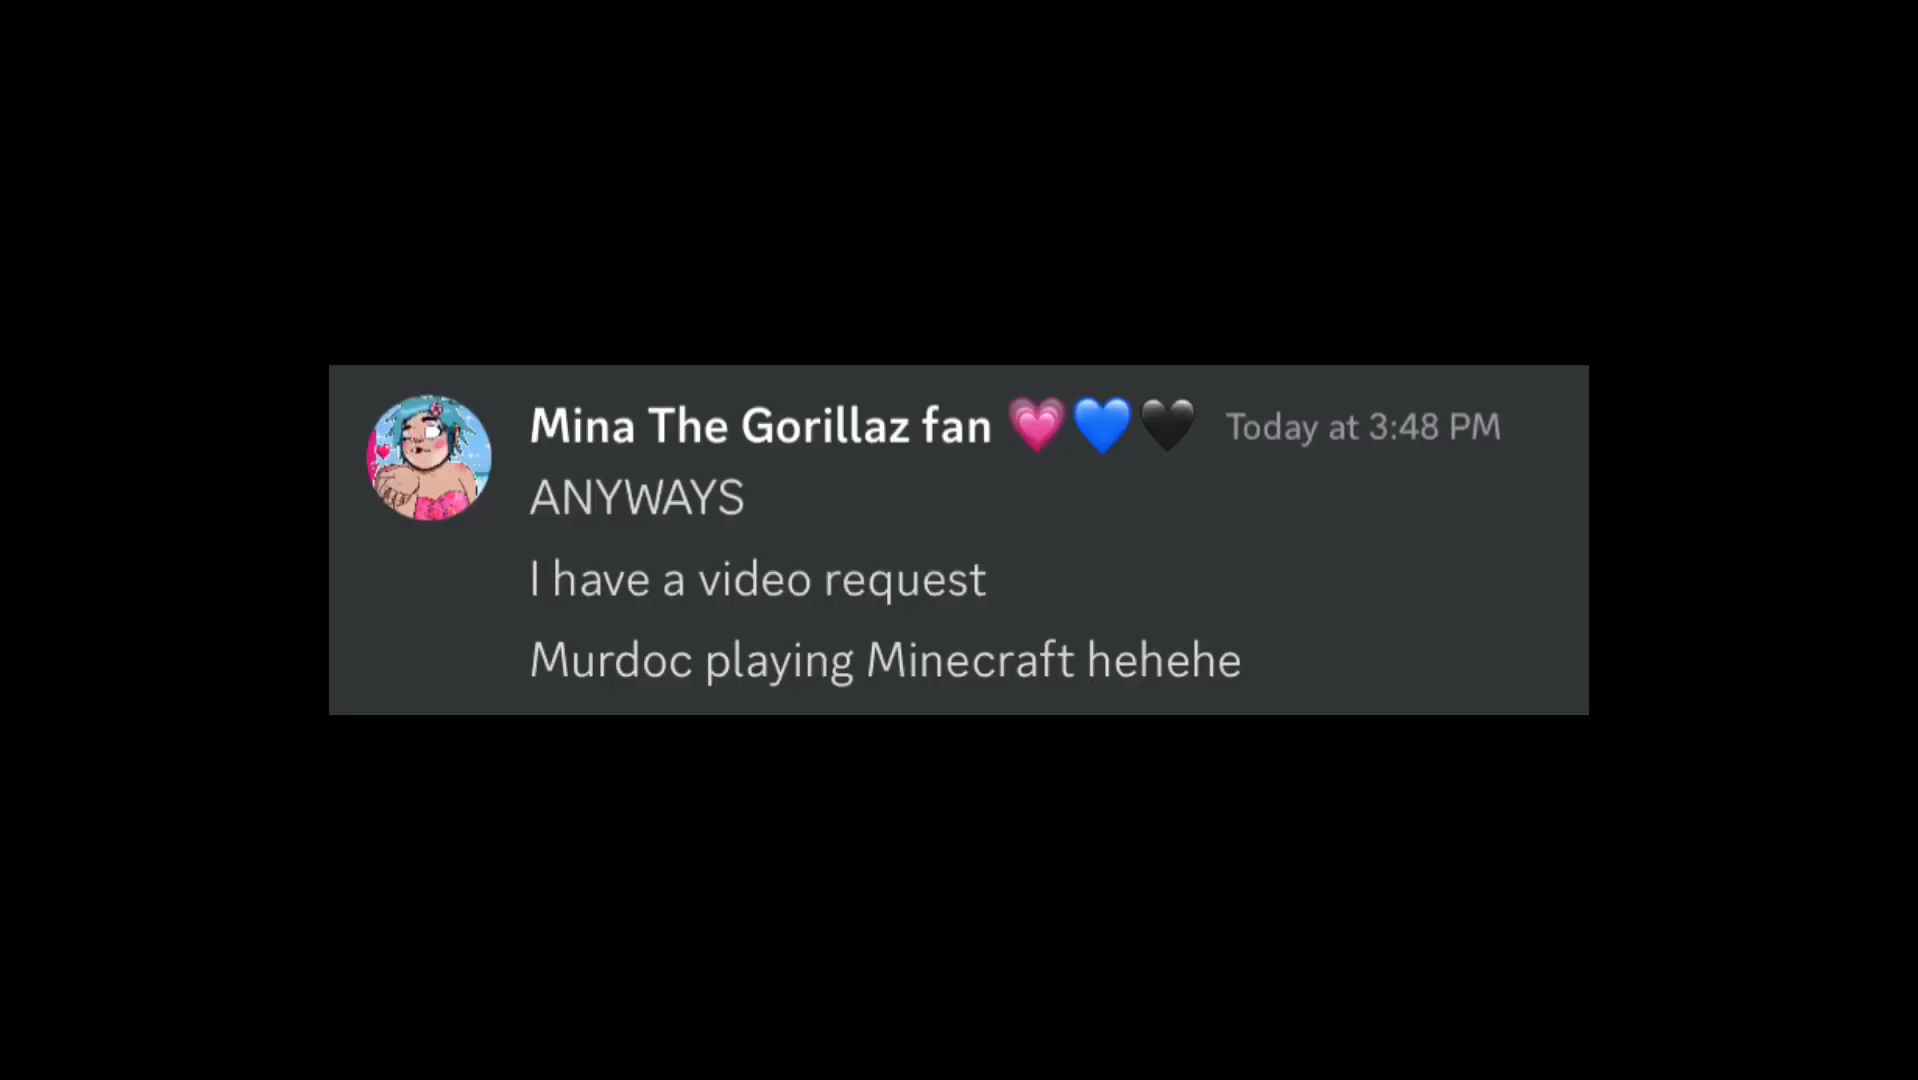 Mina The Gorillaz fan 💗💙🖤 Today at 3:48 PM
ANYWAYS
I have a video request
Murdoc playing Minecraft hehehe